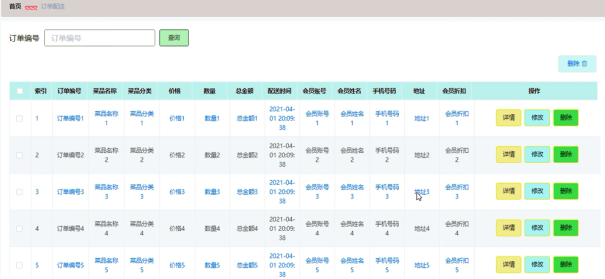 首页 订单配送
订单编号 订单编号 查询
删除
索引 订单编号 菜品名称 菜品分类 价格 数量 总金额 配送时间 会员账号 会员姓名 手机号码 地址 会员折扣 操作
1 订单编号1 菜品名称1 菜品分类1 价格1 数量1 总金额1 2021-04-01 20:09:38 会员账号1 会员姓名1 手机号码1 地址1 会员折扣1 详情 修改 删除
2 订单编号2 菜品名称2 菜品分类2 价格2 数量2 总金额2 2021-04-01 20:09:38 会员账号2 会员姓名2 手机号码2 地址2 会员折扣2 详情 修改 删除
3 订单编号3 菜品名称3 菜品分类3 价格3 数量3 总金额3 2021-04-01 20:09:38 会员账号3 会员姓名3 手机号码3 地址3 会员折扣3 详情 修改 删除
4 订单编号4 菜品名称4 菜品分类4 价格4 数量4 总金额4 2021-04-01 20:09:38 会员账号4 会员姓名4 手机号码4 地址4 会员折扣4 详情 修改 删除
5 订单编号5 菜品名称5 菜品分类5 价格5 数量5 总金额5 2021-04-01 20:09:38 会员账号5 会员姓名5 手机号码5 地址5 会员折扣5 详情 修改 删除